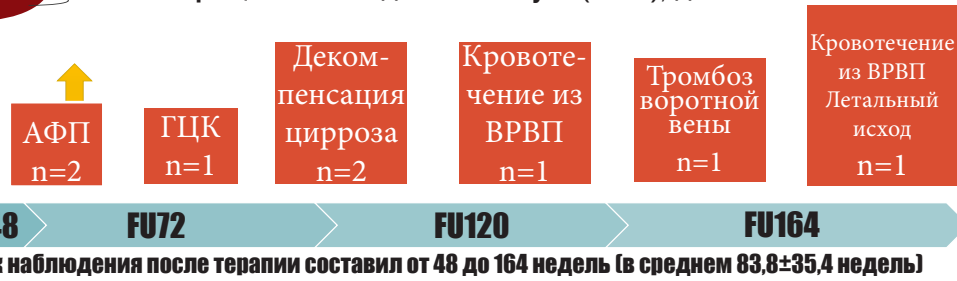 АФП
n=2
ГЦК
n=1
Деком-
пенсация
цирроза
n=2
Кровоте-
чение из
ВРВП
n=1
Тромбоз
воротной
вены
n=1
Кровотечение
из ВРВП
Летальный
исход
n=1
8 FU72 FU120 FU164
к наблюдения после терапии составил от 48 до 164 недель (в среднем 83,8±35,4 недель)